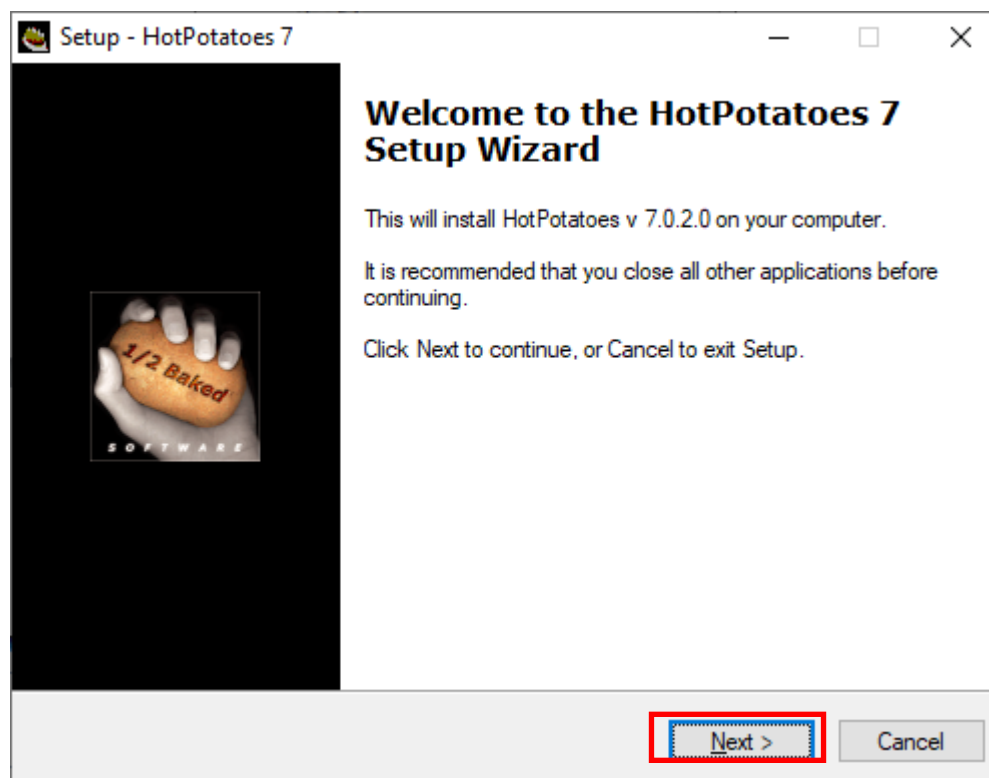 Setup - HotPotatoes 7
Welcome to the HotPotatoes 7
Setup Wizard
This will install HotPotatoes v 7.0.2.0 on your computer.
It is recommended that you close all other applications before
continuing.
Click Next to continue, or Cancel to exit Setup.
1/2 Baked
SOFTWARE
Next >
Cancel